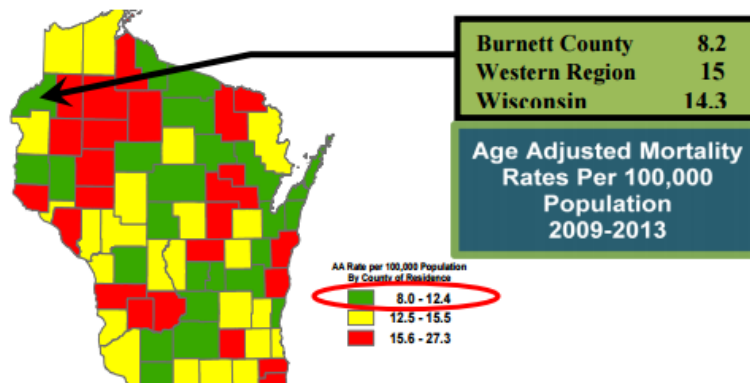 Burnett County 8.2
Western Region 15
Wisconsin 14.3
Age Adjusted Mortality
Rates Per 100,000
Population
2009-2013
AA Rate per 100,000 Population
By County of Residence
8.0 - 12.4
12.5 - 15.5
15.6 - 27.3